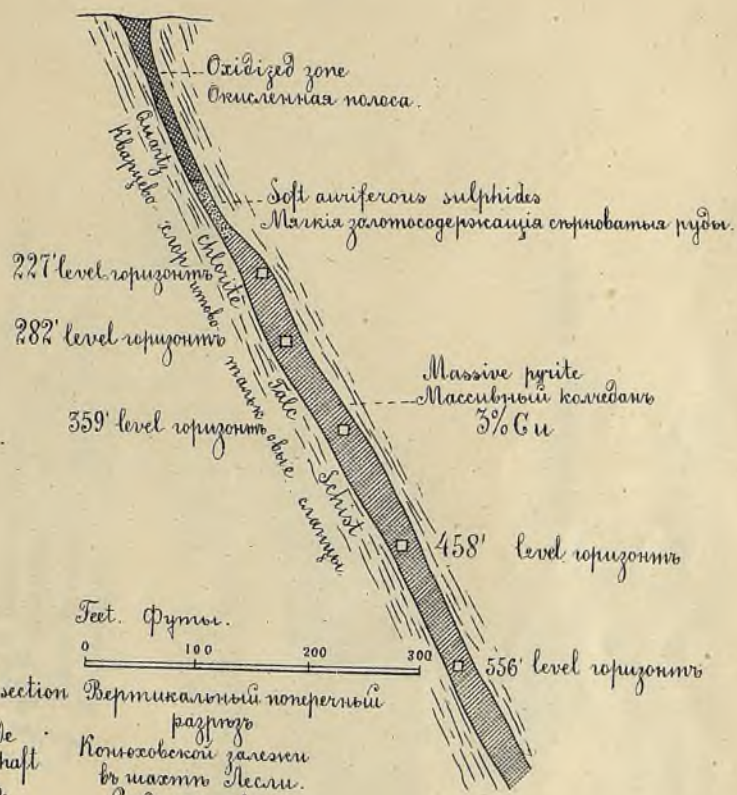 Oxidized zone
Окисленная полоса.
Soft auriferous sulphides
Мягкія золотосодержащія сѣрноватыя руды.
Quartz Chlorite Talc Schist
Кварцево-хлоритово-тальковые сланцы
227' level горизонтъ
282' level горизонтъ
Massive pyrite
Массивный колчеданъ
3% Cu
359' level горизонтъ
458' level горизонтъ
Feet. Футы.
0 100 200 300
556' level горизонтъ
section Вертикальный поперечный
разрѣзъ
Конюховской залежи
въ шахтѣ Лесли.